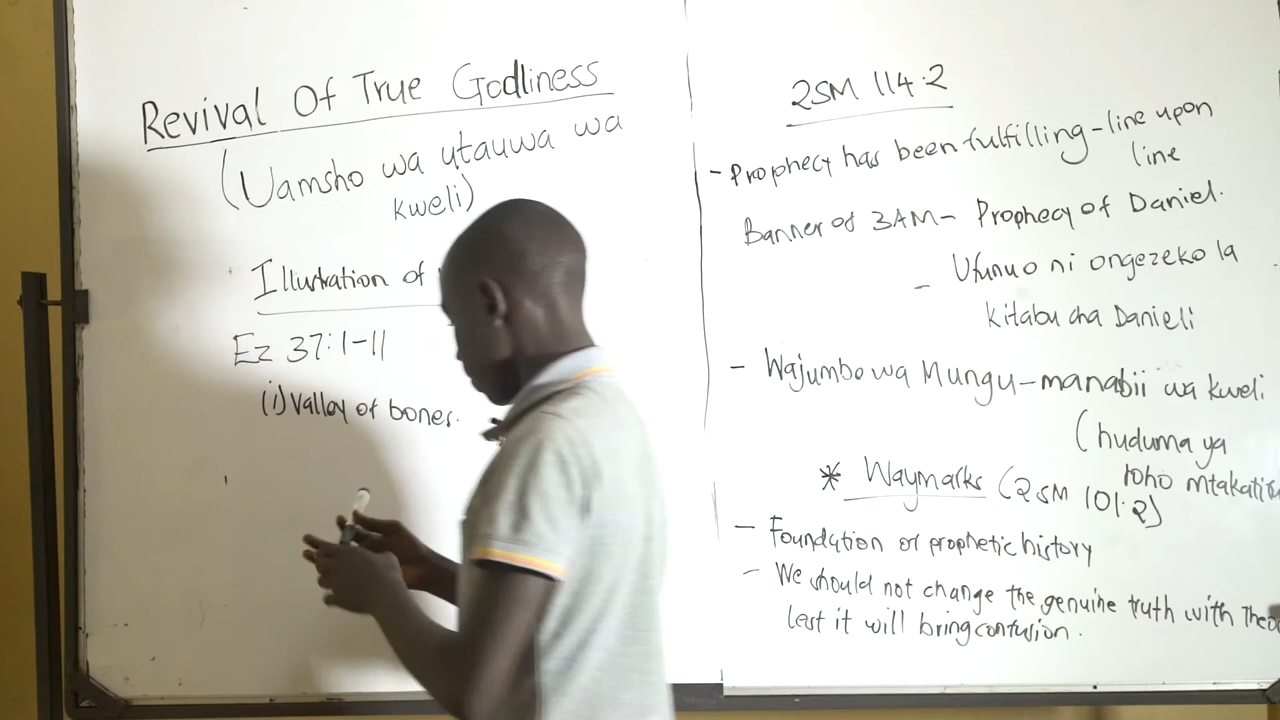 Revival Of True Godliness
(Uamsho wa utauwa wa
kweli)
Illustration of
Ez 37:1-11
(i) Valley of bones.
2SM 114.2
- Prophecy has been fulfilling - line upon
line
Banner of 3AM - Prophecy of Daniel.
- Ufunuo ni ongezeko la
kitabu cha Danieli
- Wajumbe wa Mungu - manabii wa kweli
(huduma ya
roho mtakatifu
* Waymarks (2SM 101.2)
- Foundation of prophetic history
- We should not change the genuine truth with
lest it will bring confusion.